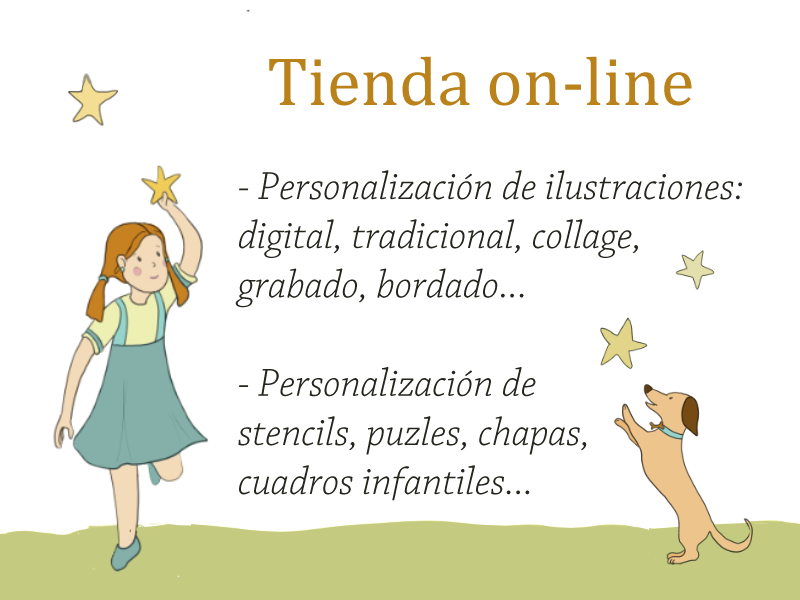 Tienda on-line
- Personalización de ilustraciones:
digital, tradicional, collage,
grabado, bordado...
- Personalización de
stencils, puzles, chapas,
cuadros infantiles...